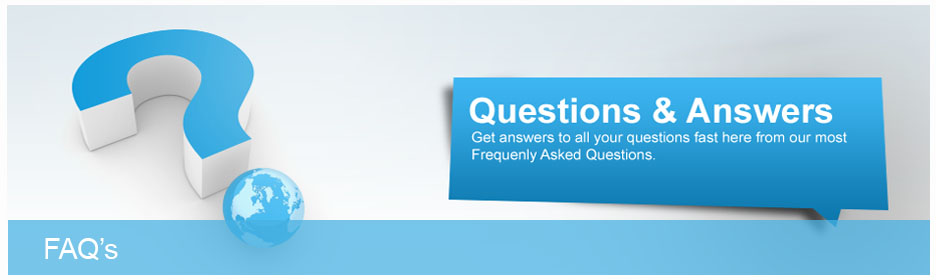 Questions & Answers
Get answers to all your questions fast here from our most
Frequenly Asked Questions.
FAQ's